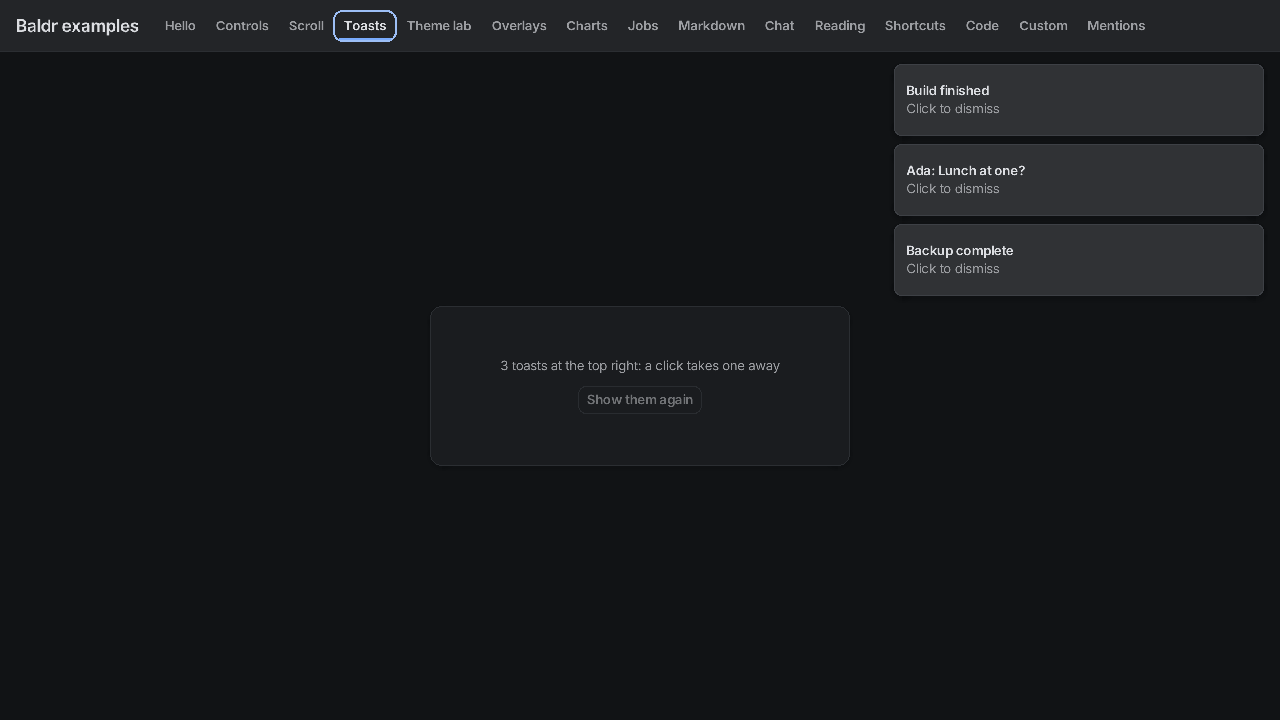 Baldr examples Hello Controls Scroll Toasts Theme lab Overlays Charts Jobs Markdown Chat Reading Shortcuts Code Custom Mentions
Build finished
Click to dismiss
Ada: Lunch at one?
Click to dismiss
Backup complete
Click to dismiss
3 toasts at the top right: a click takes one away
Show them again